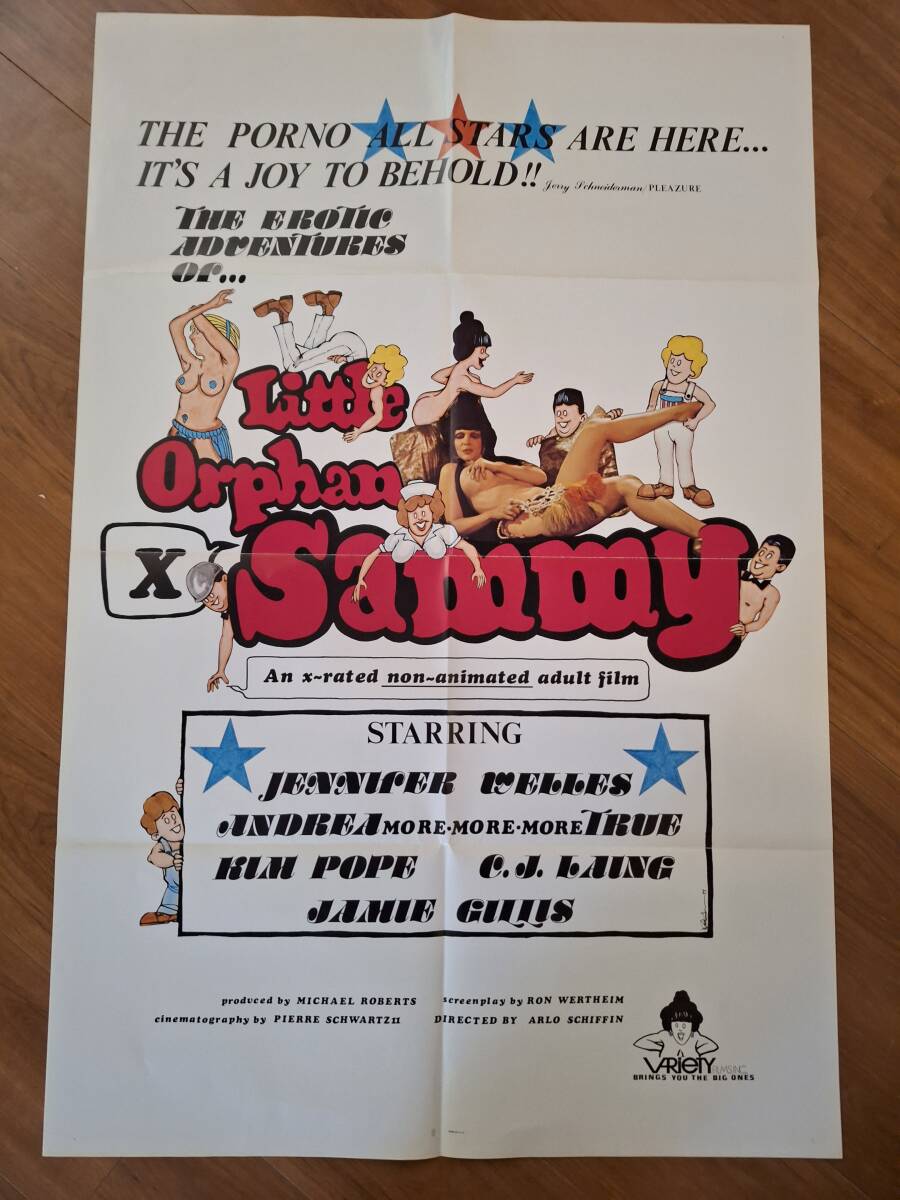 THE PORNO ALL STARS ARE HERE...
IT'S A JOY TO BEHOLD!! Jerry Schneiderman/PLEAZURE
THE EROTIC
ADVENTURES
OF...
Little
Orphan
X
Sammy
An x-rated non-animated adult film
STARRING
JENNIFER WELLES
ANDREA MORE-MORE-MORE TRUE
KIM POPE C.J. LAING
JAMIE GILLIS
produced by MICHAEL ROBERTS screenplay by RON WERTHEIM
cinematography by PIERRE SCHWARTZ II DIRECTED BY ARLO SCHIFFIN
VARIETY FILMS INC.
BRINGS YOU THE BIG ONES